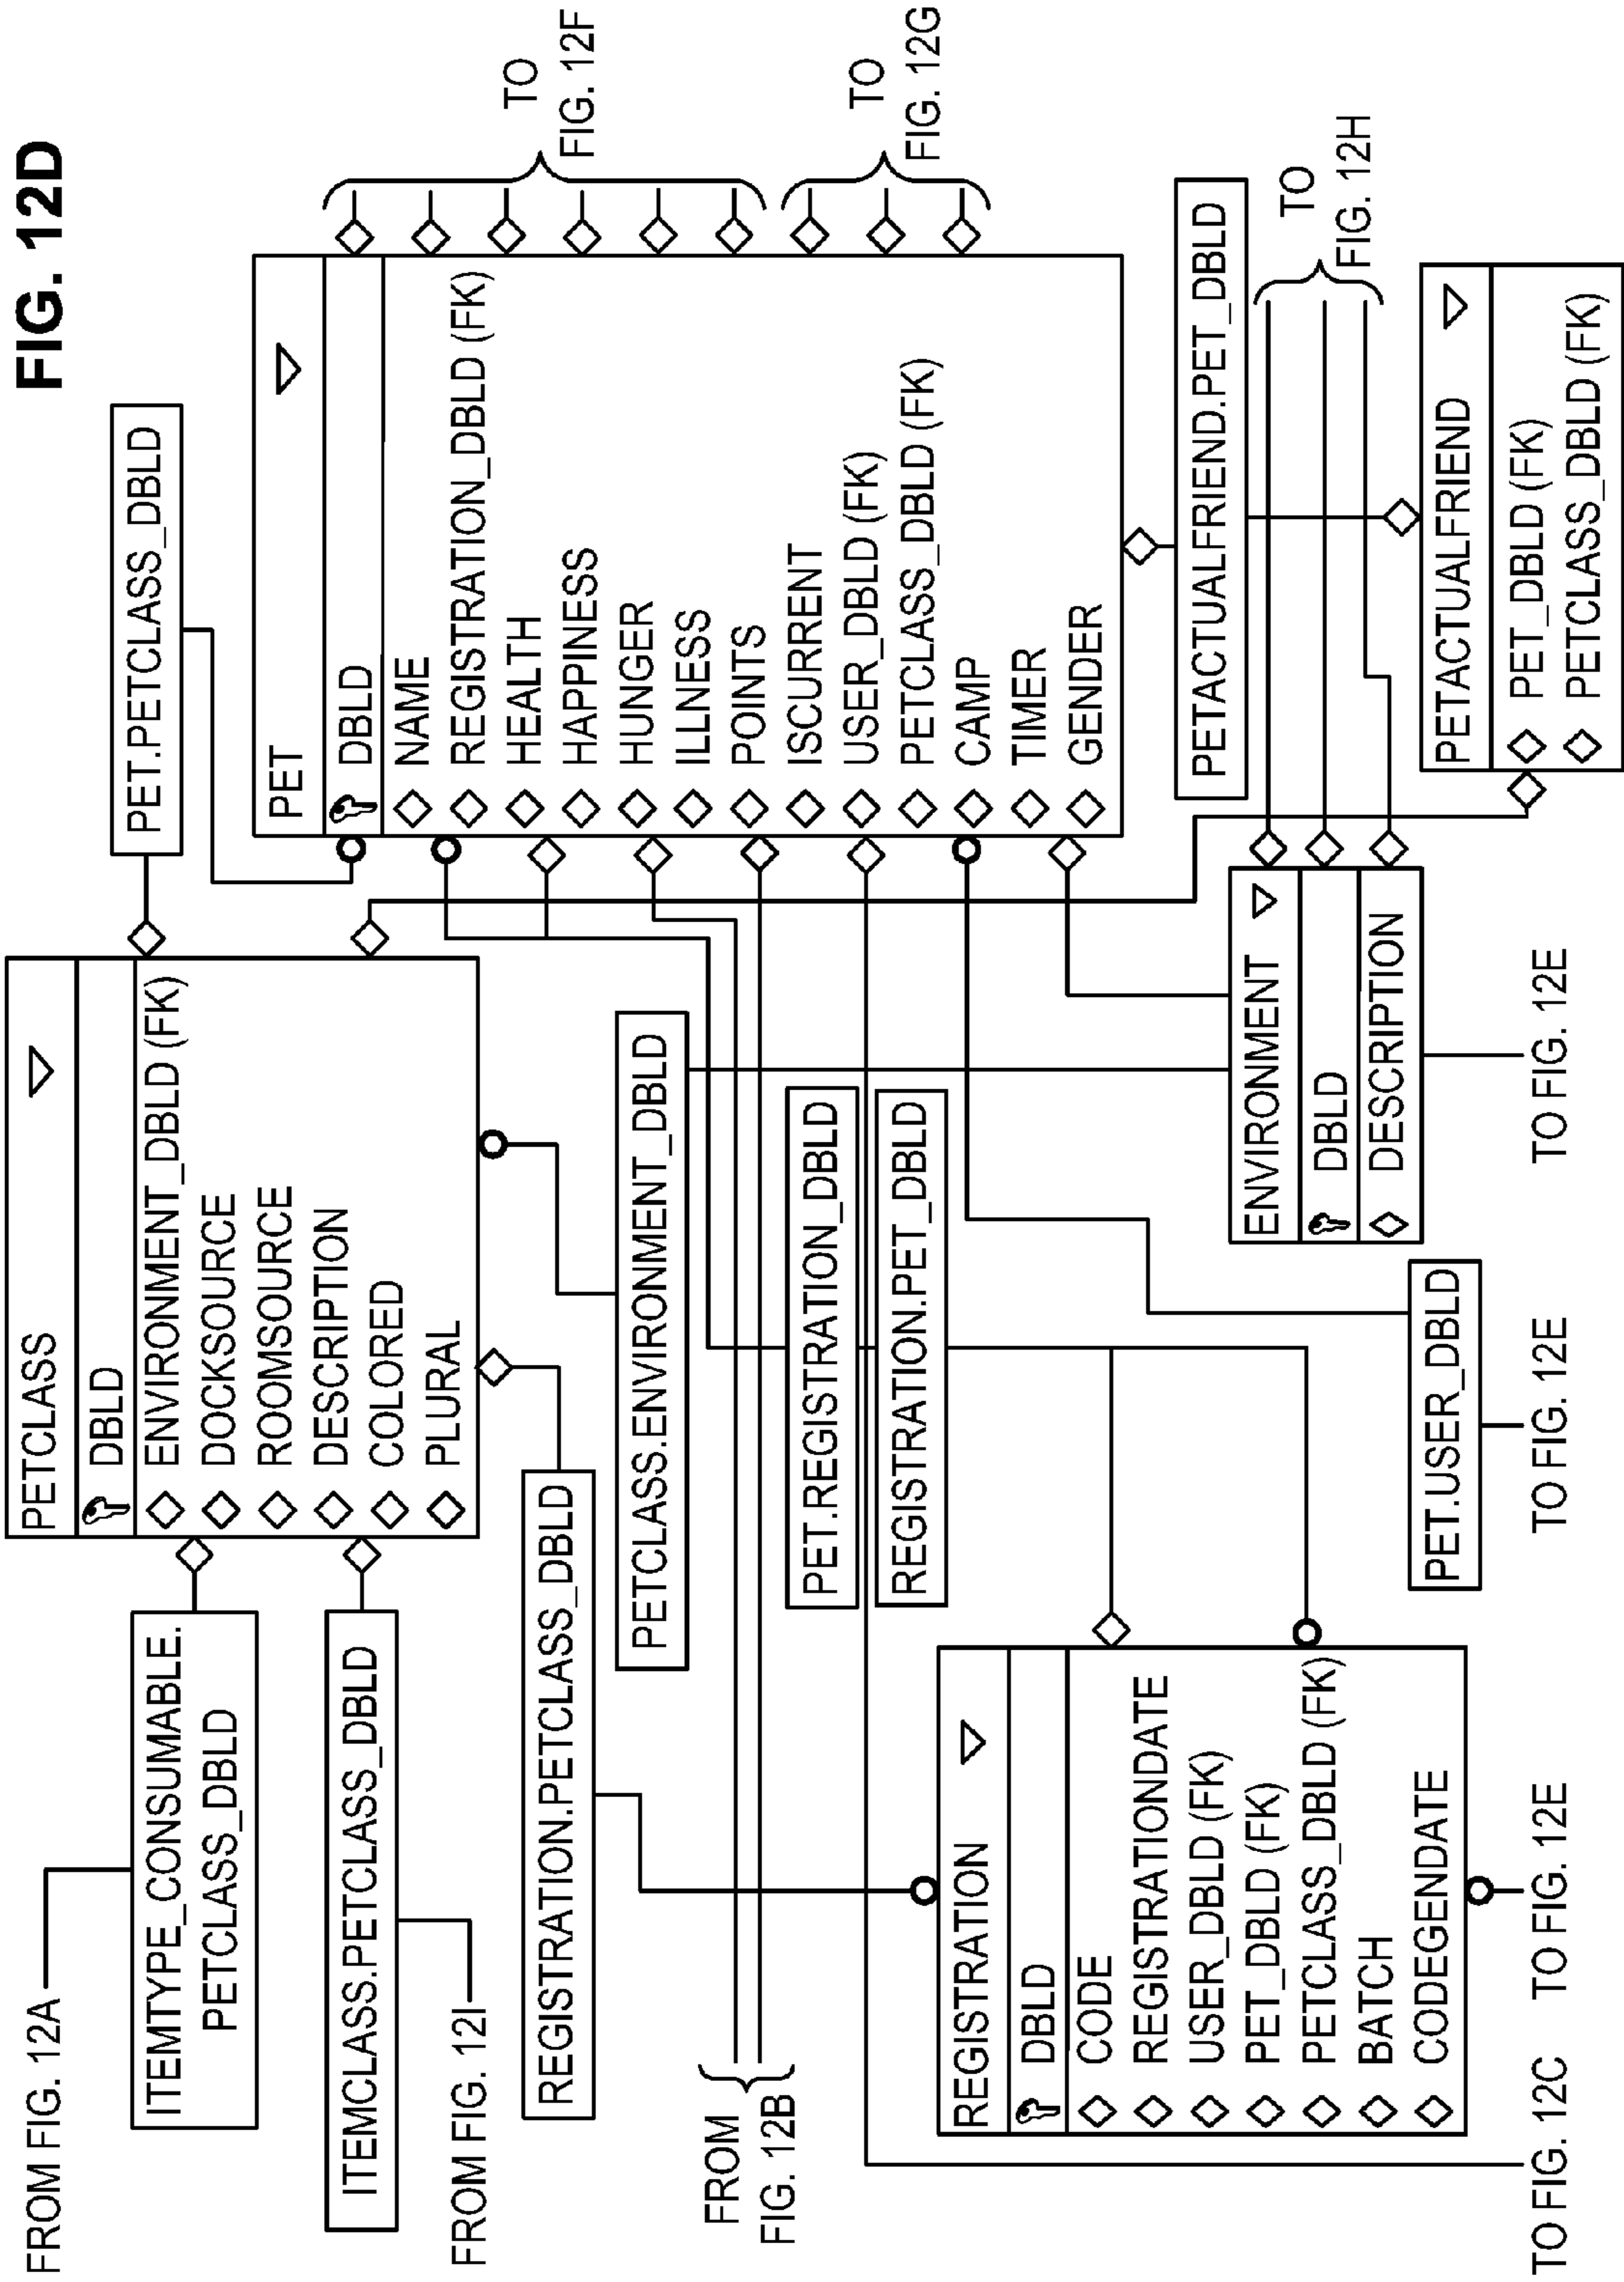 FIG. 12D
FROM FIG. 12A
ITEMTYPE_CONSUMABLE.
PETCLASS_DBLD
ITEMCLASS.PETCLASS_DBLD
FROM FIG. 12I
PETCLASS
DBLD
ENVIRONMENT_DBLD (FK)
DOCKSOURCE
ROOMSOURCE
DESCRIPTION
COLORED
PLURAL
PET.PETCLASS_DBLD
REGISTRATION.PETCLASS_DBLD
PETCLASS.ENVIRONMENT_DBLD
FROM
FIG. 12B
PET.REGISTRATION_DBLD
REGISTRATION.PET_DBLD
PET
DBLD
NAME
REGISTRATION_DBLD (FK)
HEALTH
HAPPINESS
HUNGER
ILLNESS
POINTS
ISCURRENT
USER_DBLD (FK)
PETCLASS_DBLD (FK)
CAMP
TIMER
GENDER
TO
FIG. 12F
TO
FIG. 12G
REGISTRATION
DBLD
CODE
REGISTRATIONDATE
USER_DBLD (FK)
PET_DBLD (FK)
PETCLASS_DBLD (FK)
BATCH
CODEGENDATE
PETACTUALFRIEND.PET_DBLD
ENVIRONMENT
DBLD
DESCRIPTION
TO
FIG. 12H
PET.USER_DBLD
PETACTUALFRIEND
PET_DBLD (FK)
PETCLASS_DBLD (FK)
TO FIG. 12C
TO FIG. 12E
TO FIG. 12E
TO FIG. 12E